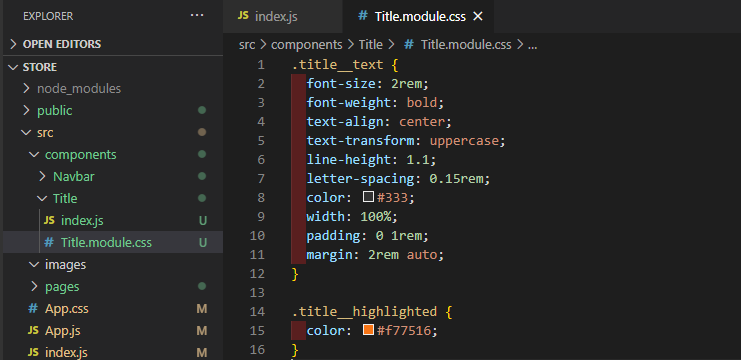 EXPLORER ...
OPEN EDITORS
STORE
node_modules
public
src
components
Navbar
Title
JS index.js U
# Title.module.css U
images
pages
# App.css M
JS App.js M
JS index.js M
JS index.js
# Title.module.css ×
src > components > Title > # Title.module.css > ...
1 .title__text {
2 font-size: 2rem;
3 font-weight: bold;
4 text-align: center;
5 text-transform: uppercase;
6 line-height: 1.1;
7 letter-spacing: 0.15rem;
8 color: #333;
9 width: 100%;
10 padding: 0 1rem;
11 margin: 2rem auto;
12 }
13
14 .title__highlighted {
15 color: #f77516;
16 }